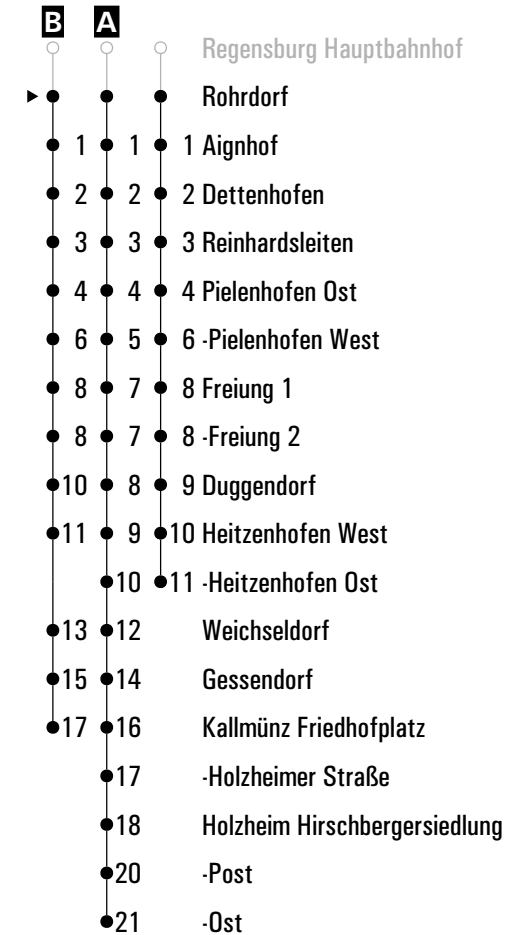 B A
Regensburg Hauptbahnhof
Rohrdorf
1 1 1 Aignhof
2 2 2 Dettenhofen
3 3 3 Reinhardsleiten
4 4 4 Pielenhofen Ost
6 5 6 -Pielenhofen West
8 7 8 Freiung 1
8 7 8 -Freiung 2
10 8 9 Duggendorf
11 9 10 Heitzenhofen West
10 11 -Heitzenhofen Ost
13 12 Weichseldorf
15 14 Gessendorf
17 16 Kallmünz Friedhofplatz
17 -Holzheimer Straße
18 Holzheim Hirschbergersiedlung
20 -Post
21 -Ost